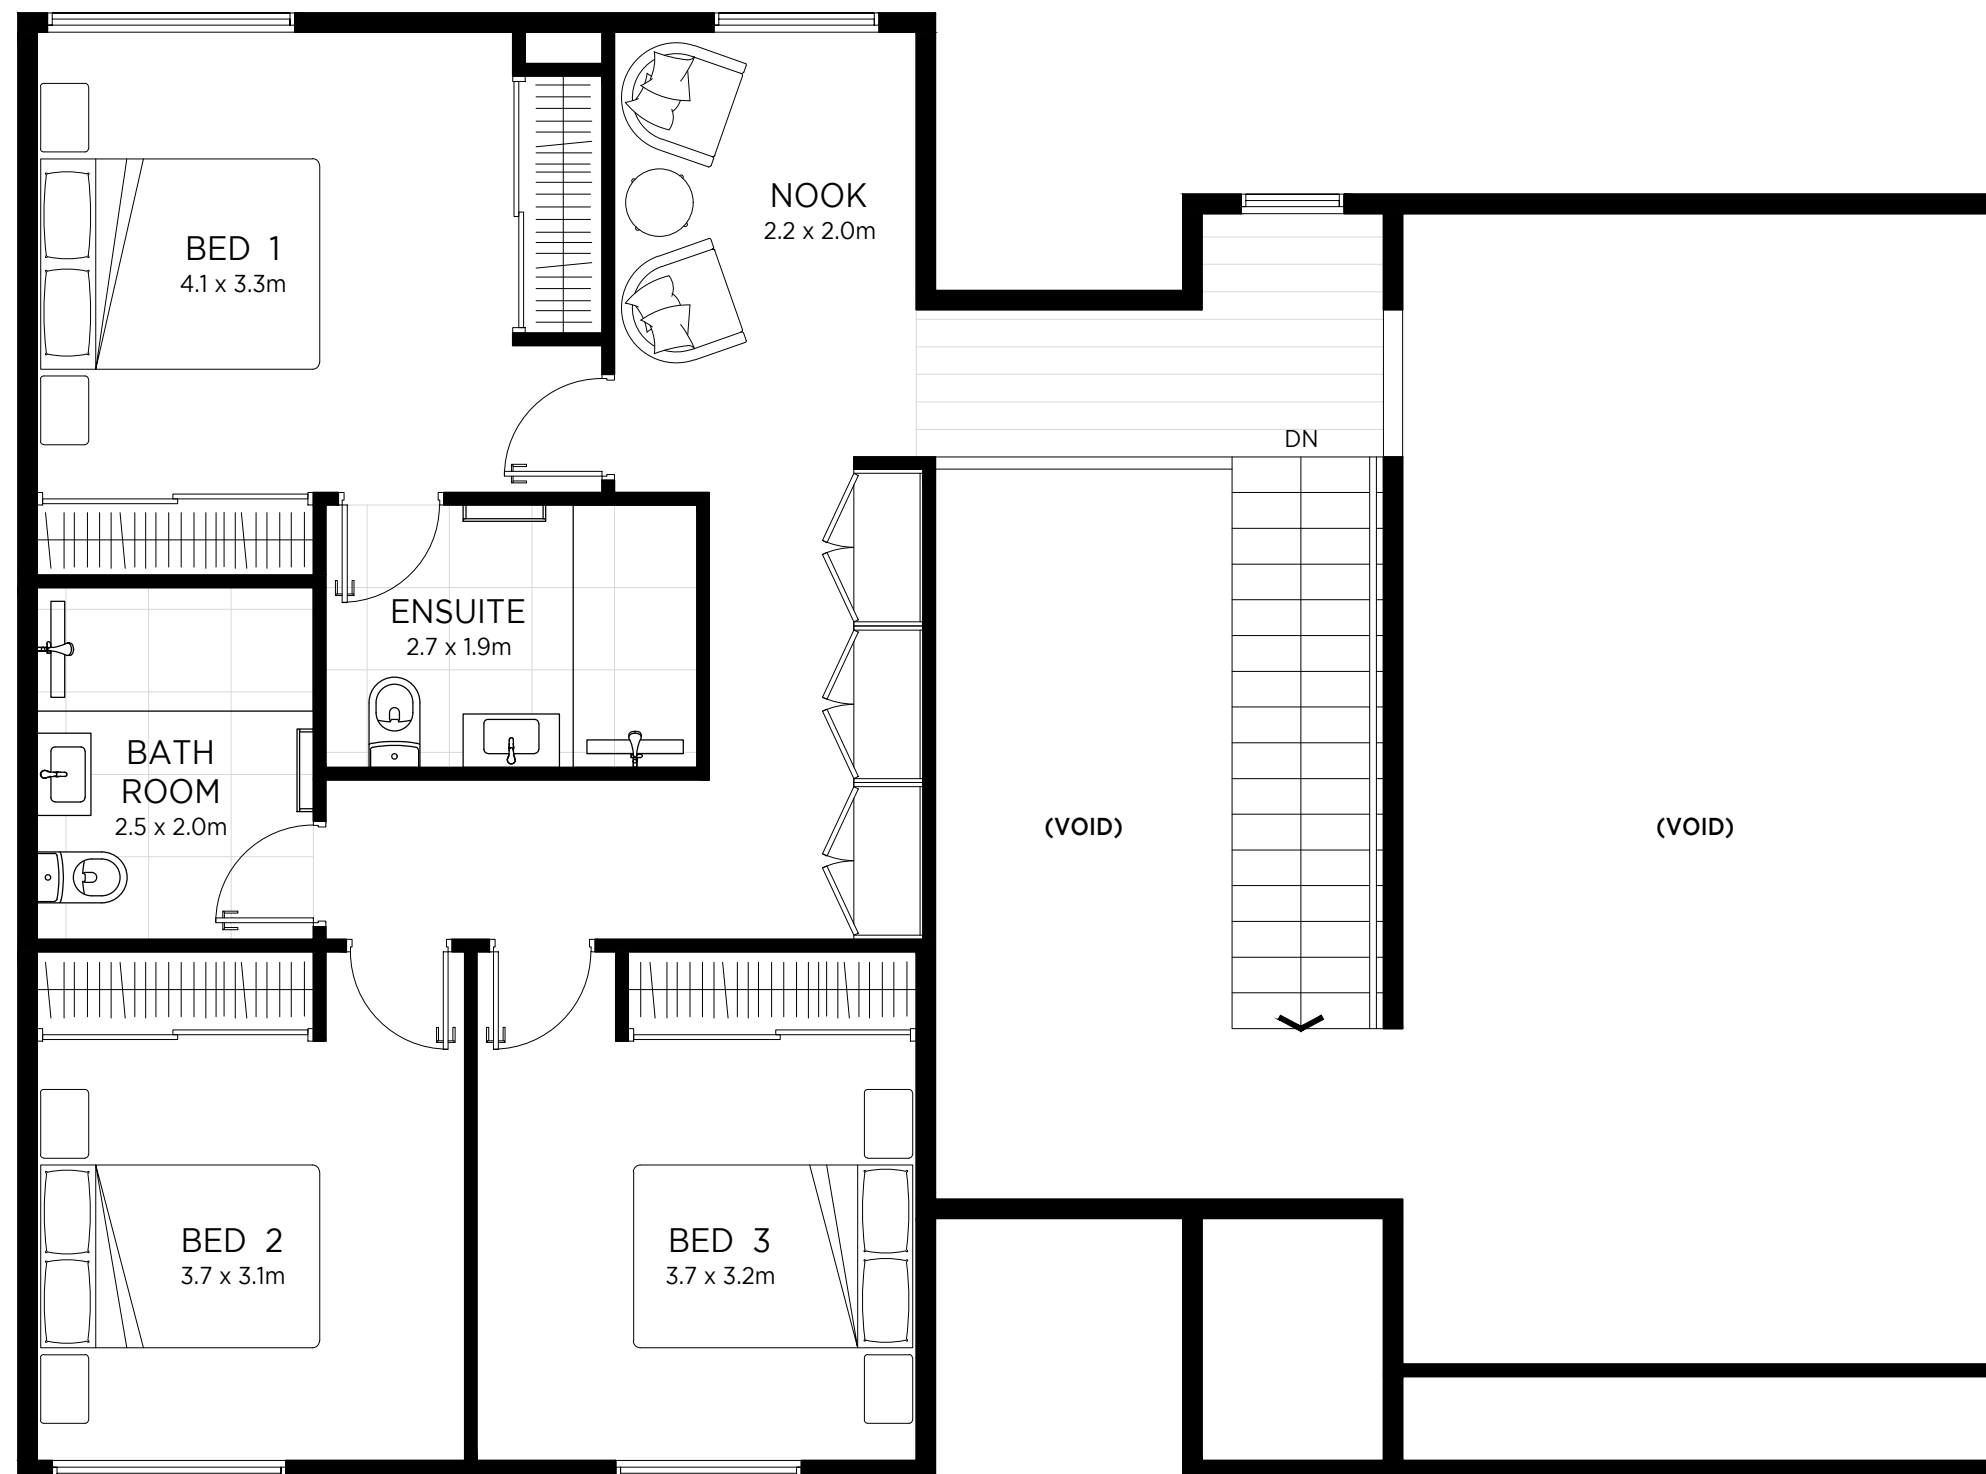 NOOK
2.2 x 2.0m
BED 1
4.1 x 3.3m
DN
ENSUITE
2.7 x 1.9m
BATH
ROOM
2.5 x 2.0m
(VOID)
(VOID)
BED 2
3.7 x 3.1m
BED 3
3.7 x 3.2m